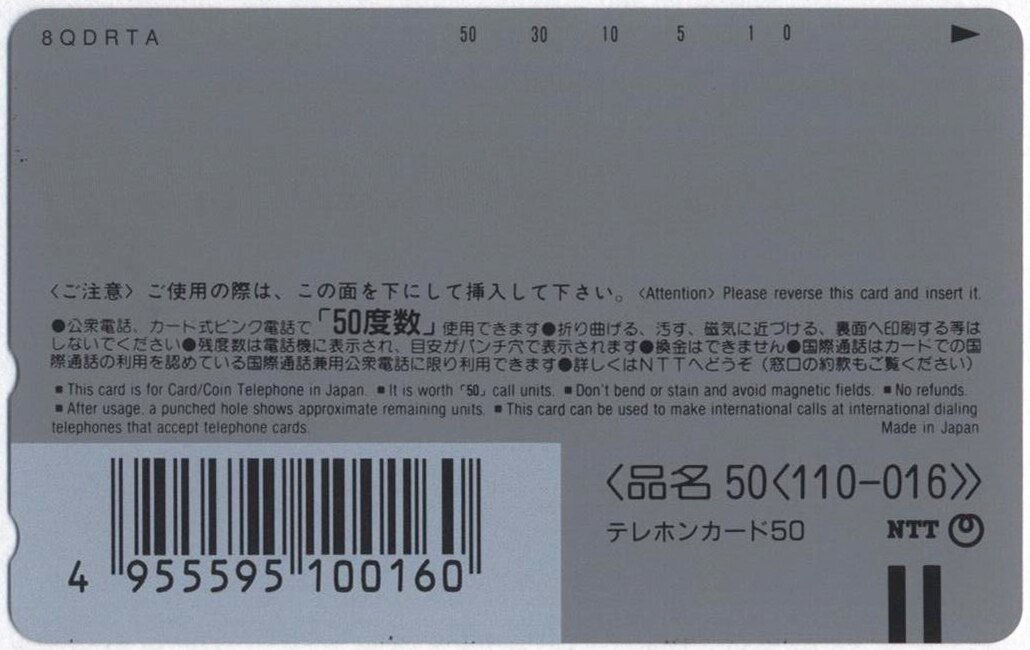 8QDRTA 50 30 10 5 1 0
〈ご注意〉ご使用の際は、この面を下にして挿入して下さい。〈Attention〉Please reverse this card and insert it.
●公衆電話、カード式ピンク電話で「50度数」使用できます●折り曲げる、汚す、磁気に近づける、裏面へ印刷する等は
しないでください●残度数は電話機に表示され、目安がパンチ穴で表示されます●換金はできません●国際通話はカードでの国
際通話の利用を認めている国際通話兼用公衆電話に限り利用できます●詳しくはNTTへどうぞ（窓口の約款もご覧ください）
■This card is for Card/Coin Telephone in Japan. ■It is worth「50」call units. ■Don't bend or stain and avoid magnetic fields. ■No refunds.
■After usage, a punched hole shows approximate remaining units. ■This card can be used to make international calls at international dialing
telephones that accept telephone cards. Made in Japan
〈品名 50〈110-016〉〉
テレホンカード50 NTT
4 955595 100160